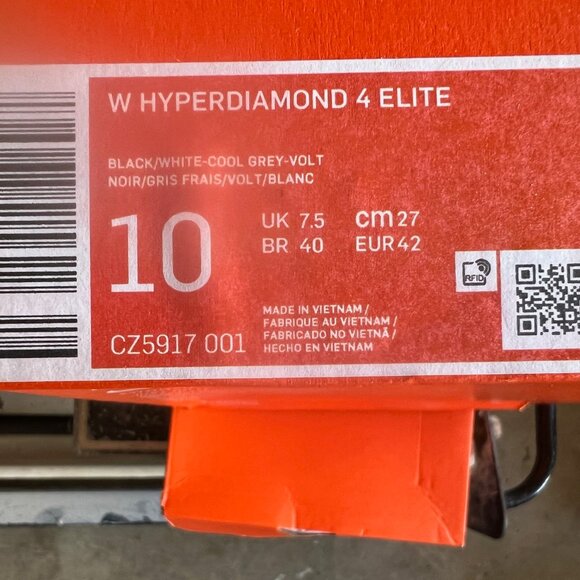 W HYPERDIAMOND 4 ELITE
BLACK/WHITE-COOL GREY-VOLT
NOIR/GRIS FRAIS/VOLT/BLANC
10
UK 7.5 cm 27
BR 40 EUR 42
RFID
CZ5917 001
MADE IN VIETNAM /
FABRIQUE AU VIETNAM /
FABRICADO NO VIETNÃ /
HECHO EN VIETNAM